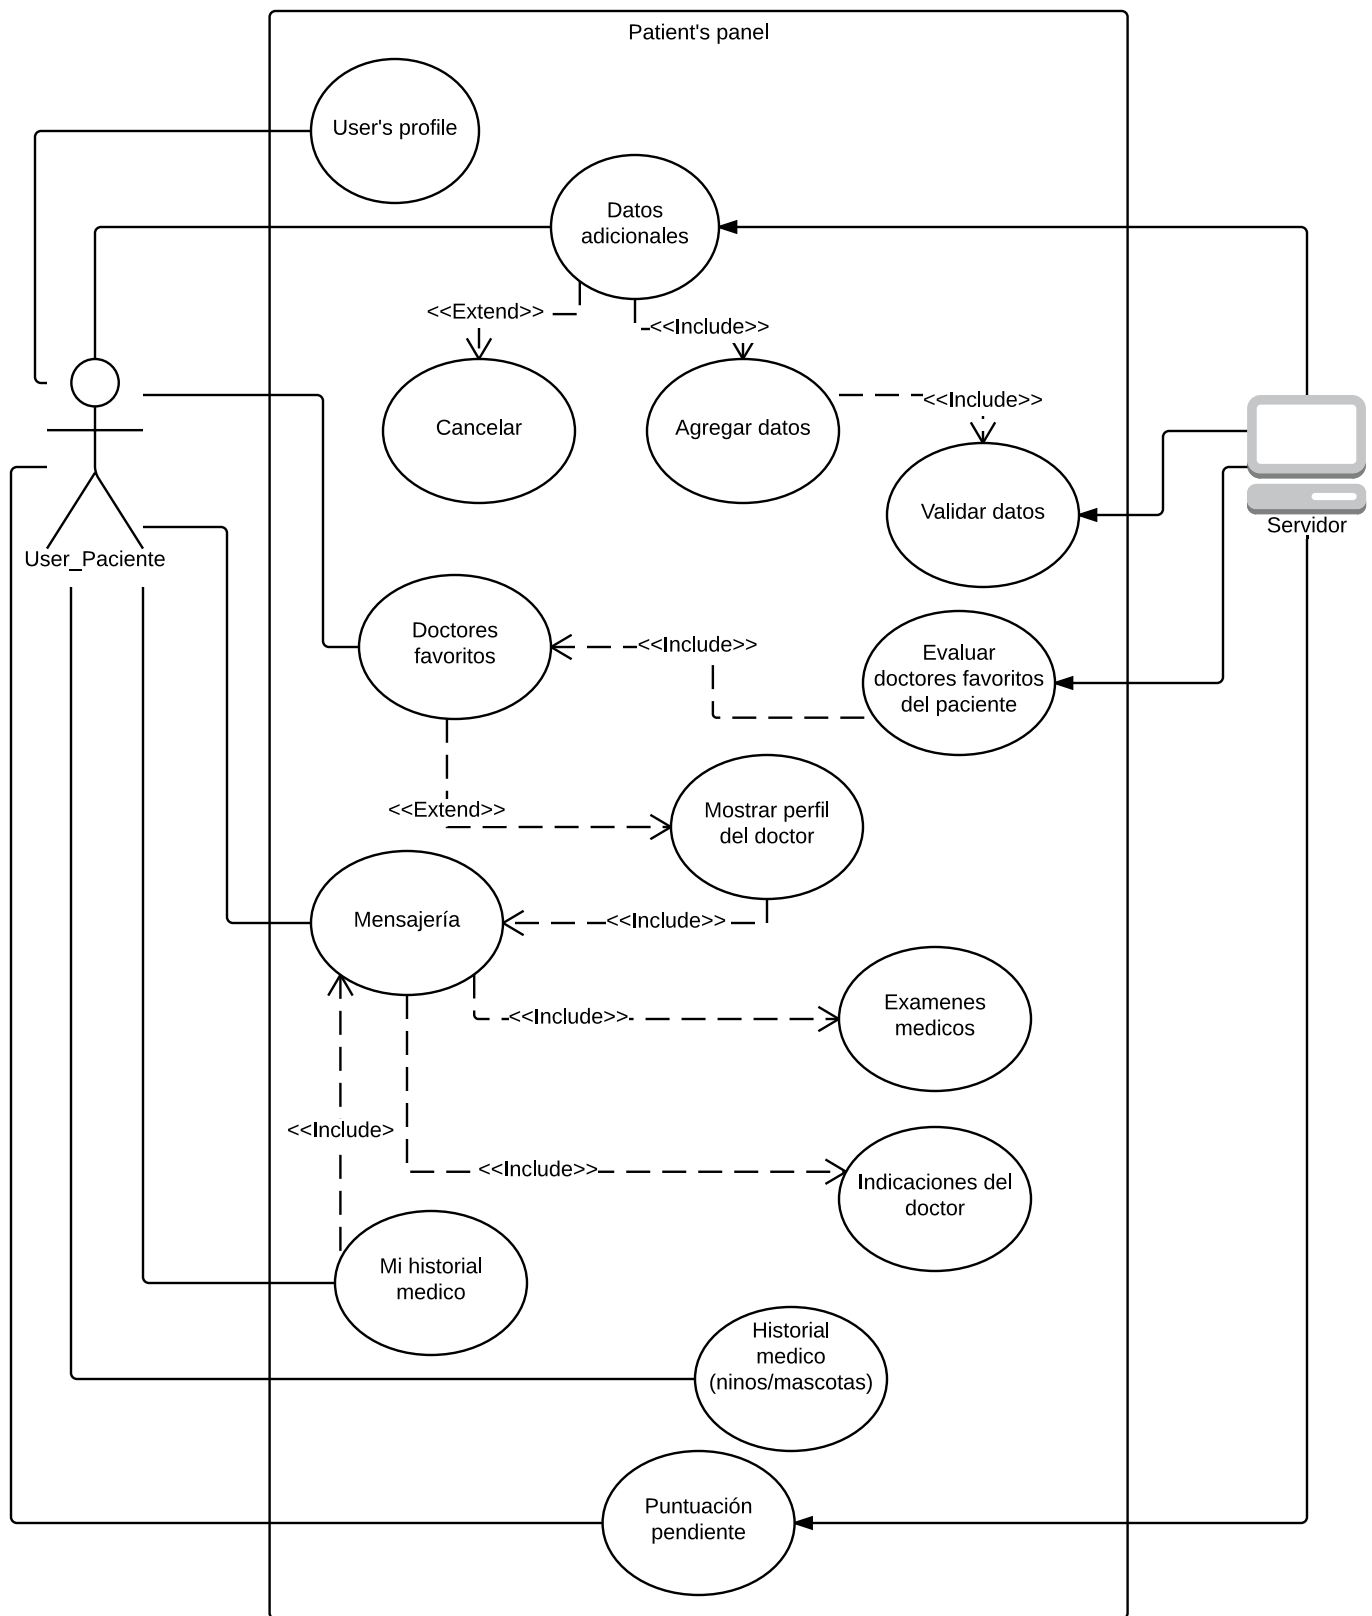 Patient's panel
User's profile
Datos
adicionales
<<Extend>>
<<Include>>
Cancelar
Agregar datos
<<Include>>
Validar datos
Servidor
User_Paciente
Doctores
favoritos
<<Include>>
Evaluar
doctores favoritos
del paciente
<<Extend>>
Mostrar perfil
del doctor
Mensajería
<<Include>>
<<Include>>
Examenes
medicos
<<Include>
<<Include>>
Indicaciones del
doctor
Mi historial
medico
Historial
medico
(ninos/mascotas)
Puntuación
pendiente